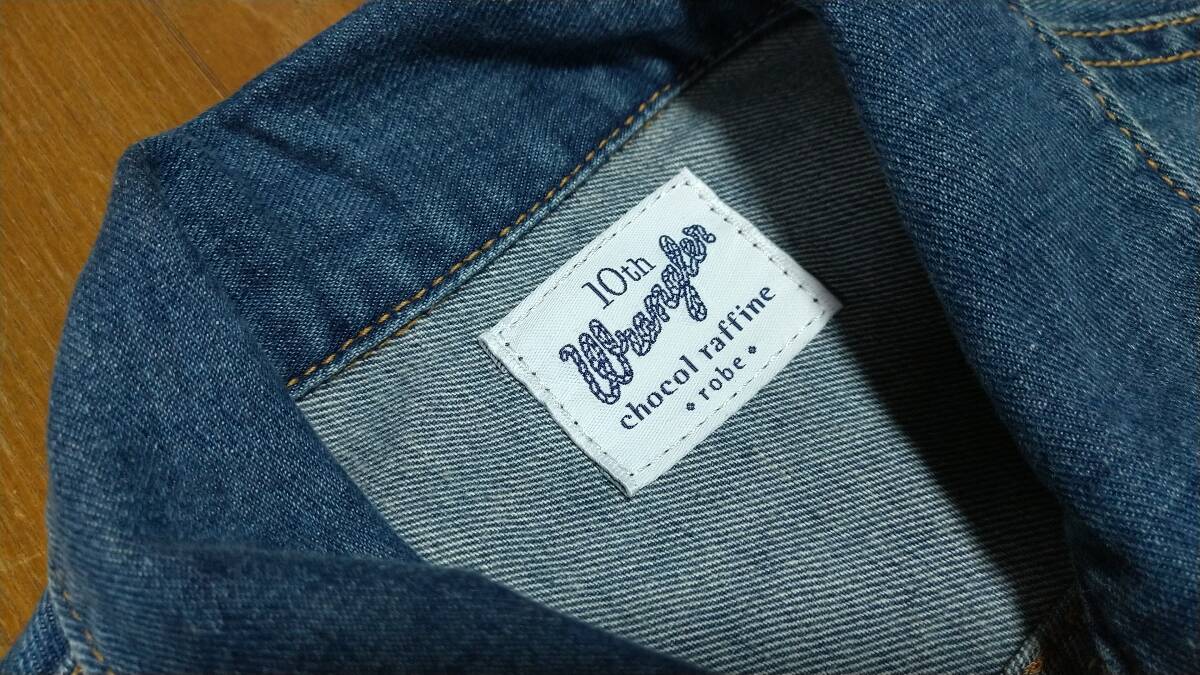 10th
Wrangler
chocol raffine
• robe •